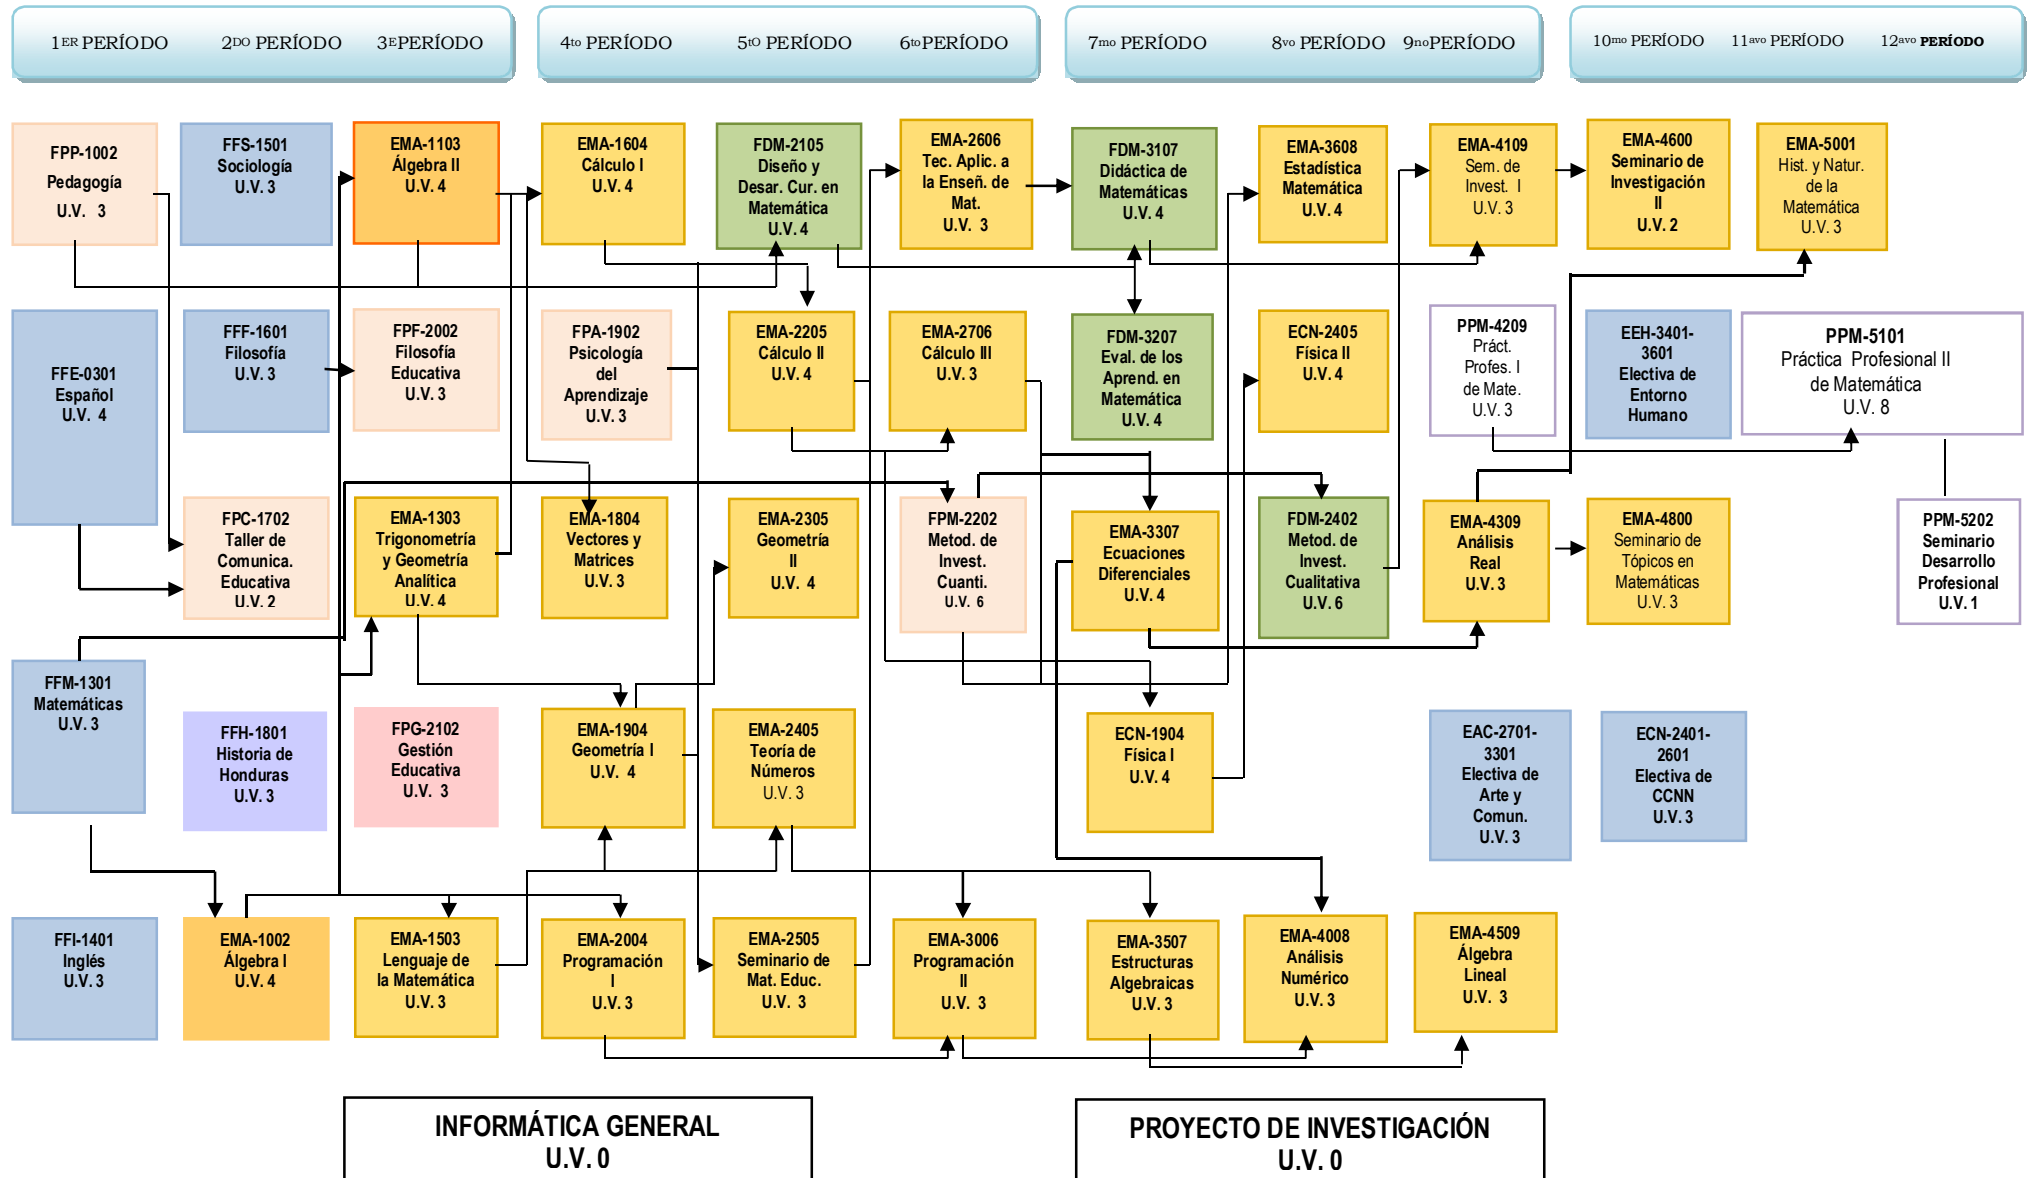 1ER PERÍODO 2DO PERÍODO 3EPERÍODO
4to PERÍODO 5tO PERÍODO 6toPERÍODO
7mo PERÍODO 8vo PERÍODO 9noPERÍODO
10mo PERÍODO 11avo PERÍODO 12avo PERÍODO
FPP-1002
Pedagogía
U.V. 3
FFS-1501
Sociología
U.V. 3
EMA-1103
Álgebra II
U.V. 4
EMA-1604
Cálculo I
U.V. 4
FDM-2105
Diseño y
Desar. Cur. en
Matemática
U.V. 4
EMA-2606
Tec. Aplic. a
la Enseñ. de
Mat.
U.V. 3
FDM-3107
Didáctica de
Matemáticas
U.V. 4
EMA-3608
Estadística
Matemática
U.V. 4
EMA-4109
Sem. de
Invest. I
U.V. 3
EMA-4600
Seminario de
Investigación
II
U.V. 2
EMA-5001
Hist. y Natur.
de la
Matemática
U.V. 3
FFE-0301
Español
U.V. 4
FFF-1601
Filosofía
U.V. 3
FPF-2002
Filosofía
Educativa
U.V. 3
FPA-1902
Psicología
del
Aprendizaje
U.V. 3
EMA-2205
Cálculo II
U.V. 4
EMA-2706
Cálculo III
U.V. 3
FDM-3207
Eval. de los
Aprend. en
Matemática
U.V. 4
ECN-2405
Física II
U.V. 4
PPM-4209
Práct.
Profes. I
de Mate.
U.V. 3
EEH-3401-
3601
Electiva de
Entorno
Humano
PPM-5101
Práctica Profesional II
de Matemática
U.V. 8
FPC-1702
Taller de
Comunica.
Educativa
U.V. 2
EMA-1303
Trigonometría
y Geometría
Analítica
U.V. 4
EMA-1804
Vectores y
Matrices
U.V. 3
EMA-2305
Geometría
II
U.V. 4
FPM-2202
Metod. de
Invest.
Cuanti.
U.V. 6
EMA-3307
Ecuaciones
Diferenciales
U.V. 4
FDM-2402
Metod. de
Invest.
Cualitativa
U.V. 6
EMA-4309
Análisis
Real
U.V. 3
EMA-4800
Seminario de
Tópicos en
Matemáticas
U.V. 3
PPM-5202
Seminario
Desarrollo
Profesional
U.V. 1
FFM-1301
Matemáticas
U.V. 3
FFH-1801
Historia de
Honduras
U.V. 3
FPG-2102
Gestión
Educativa
U.V. 3
EMA-1904
Geometría I
U.V. 4
EMA-2405
Teoría de
Números
U.V. 3
ECN-1904
Física I
U.V. 4
EAC-2701-
3301
Electiva de
Arte y
Comun.
U.V. 3
ECN-2401-
2601
Electiva de
CCNN
U.V. 3
FFI-1401
Inglés
U.V. 3
EMA-1002
Álgebra I
U.V. 4
EMA-1503
Lenguaje de
la Matemática
U.V. 3
EMA-2004
Programación
I
U.V. 3
EMA-2505
Seminario de
Mat. Educ.
U.V. 3
EMA-3006
Programación
II
U.V. 3
EMA-3507
Estructuras
Algebraicas
U.V. 3
EMA-4008
Análisis
Numérico
U.V. 3
EMA-4509
Álgebra
Lineal
U.V. 3
INFORMÁTICA GENERAL
U.V. 0
PROYECTO DE INVESTIGACIÓN
U.V. 0